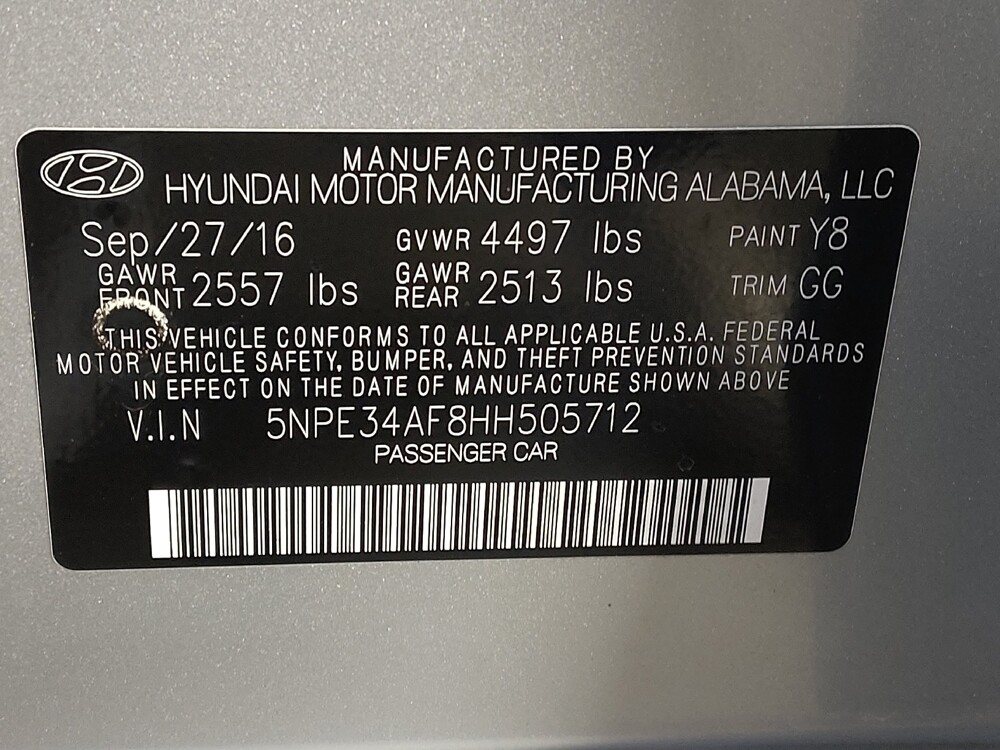 MANUFACTURED BY
HYUNDAI MOTOR MANUFACTURING ALABAMA, LLC
Sep/27/16 GVWR 4497 lbs PAINT Y8
GAWR FRONT 2557 lbs GAWR REAR 2513 lbs TRIM GG
THIS VEHICLE CONFORMS TO ALL APPLICABLE U.S.A. FEDERAL
MOTOR VEHICLE SAFETY, BUMPER, AND THEFT PREVENTION STANDARDS
IN EFFECT ON THE DATE OF MANUFACTURE SHOWN ABOVE
V.I.N 5NPE34AF8HH505712
PASSENGER CAR